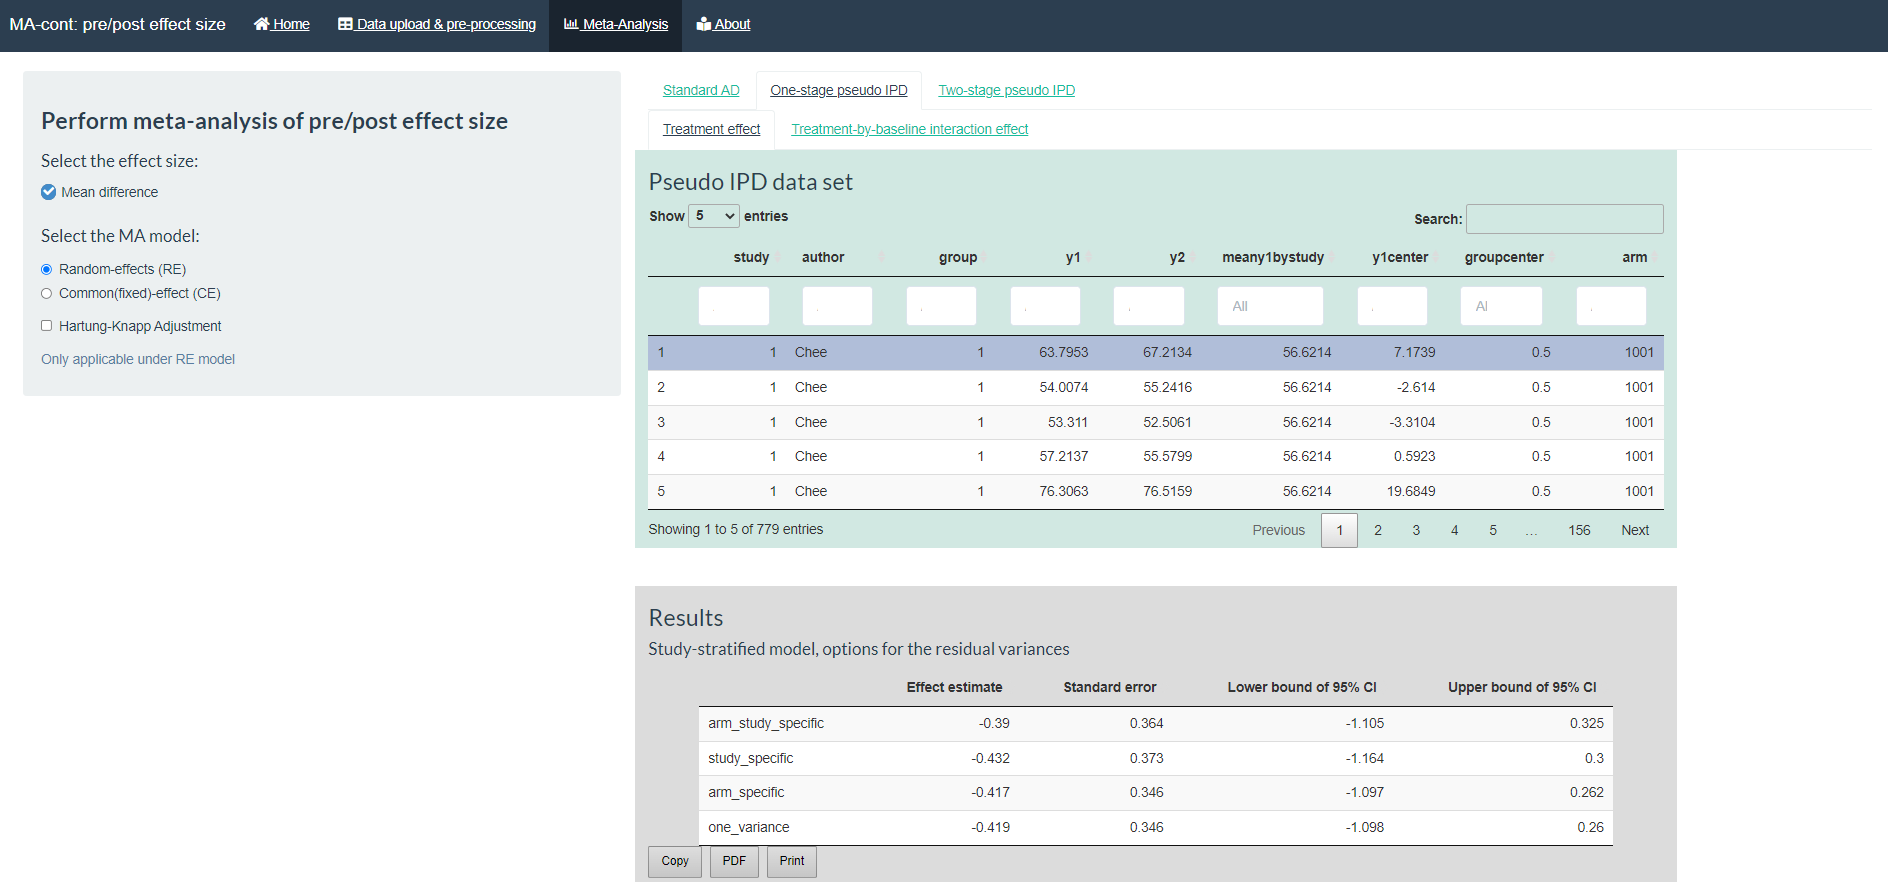 MA-cont: pre/post effect size Home Data upload & pre-processing Meta-Analysis About
Perform meta-analysis of pre/post effect size
Select the effect size:
Mean difference
Select the MA model:
Random-effects (RE)
Common(fixed)-effect (CE)
Hartung-Knapp Adjustment
Only applicable under RE model
Standard AD One-stage pseudo IPD Two-stage pseudo IPD
Treatment effect Treatment-by-baseline interaction effect
Pseudo IPD data set
Show 5 entries
Search:
study author group y1 y2 meany1bystudy y1center groupcenter arm
All Al
1 1 Chee 1 63.7953 67.2134 56.6214 7.1739 0.5 1001
2 1 Chee 1 54.0074 55.2416 56.6214 -2.614 0.5 1001
3 1 Chee 1 53.311 52.5061 56.6214 -3.3104 0.5 1001
4 1 Chee 1 57.2137 55.5799 56.6214 0.5923 0.5 1001
5 1 Chee 1 76.3063 76.5159 56.6214 19.6849 0.5 1001
Showing 1 to 5 of 779 entries
Previous 1 2 3 4 5 … 156 Next
Results
Study-stratified model, options for the residual variances
Effect estimate Standard error Lower bound of 95% CI Upper bound of 95% CI
arm_study_specific -0.39 0.364 -1.105 0.325
study_specific -0.432 0.373 -1.164 0.3
arm_specific -0.417 0.346 -1.097 0.262
one_variance -0.419 0.346 -1.098 0.26
Copy PDF Print